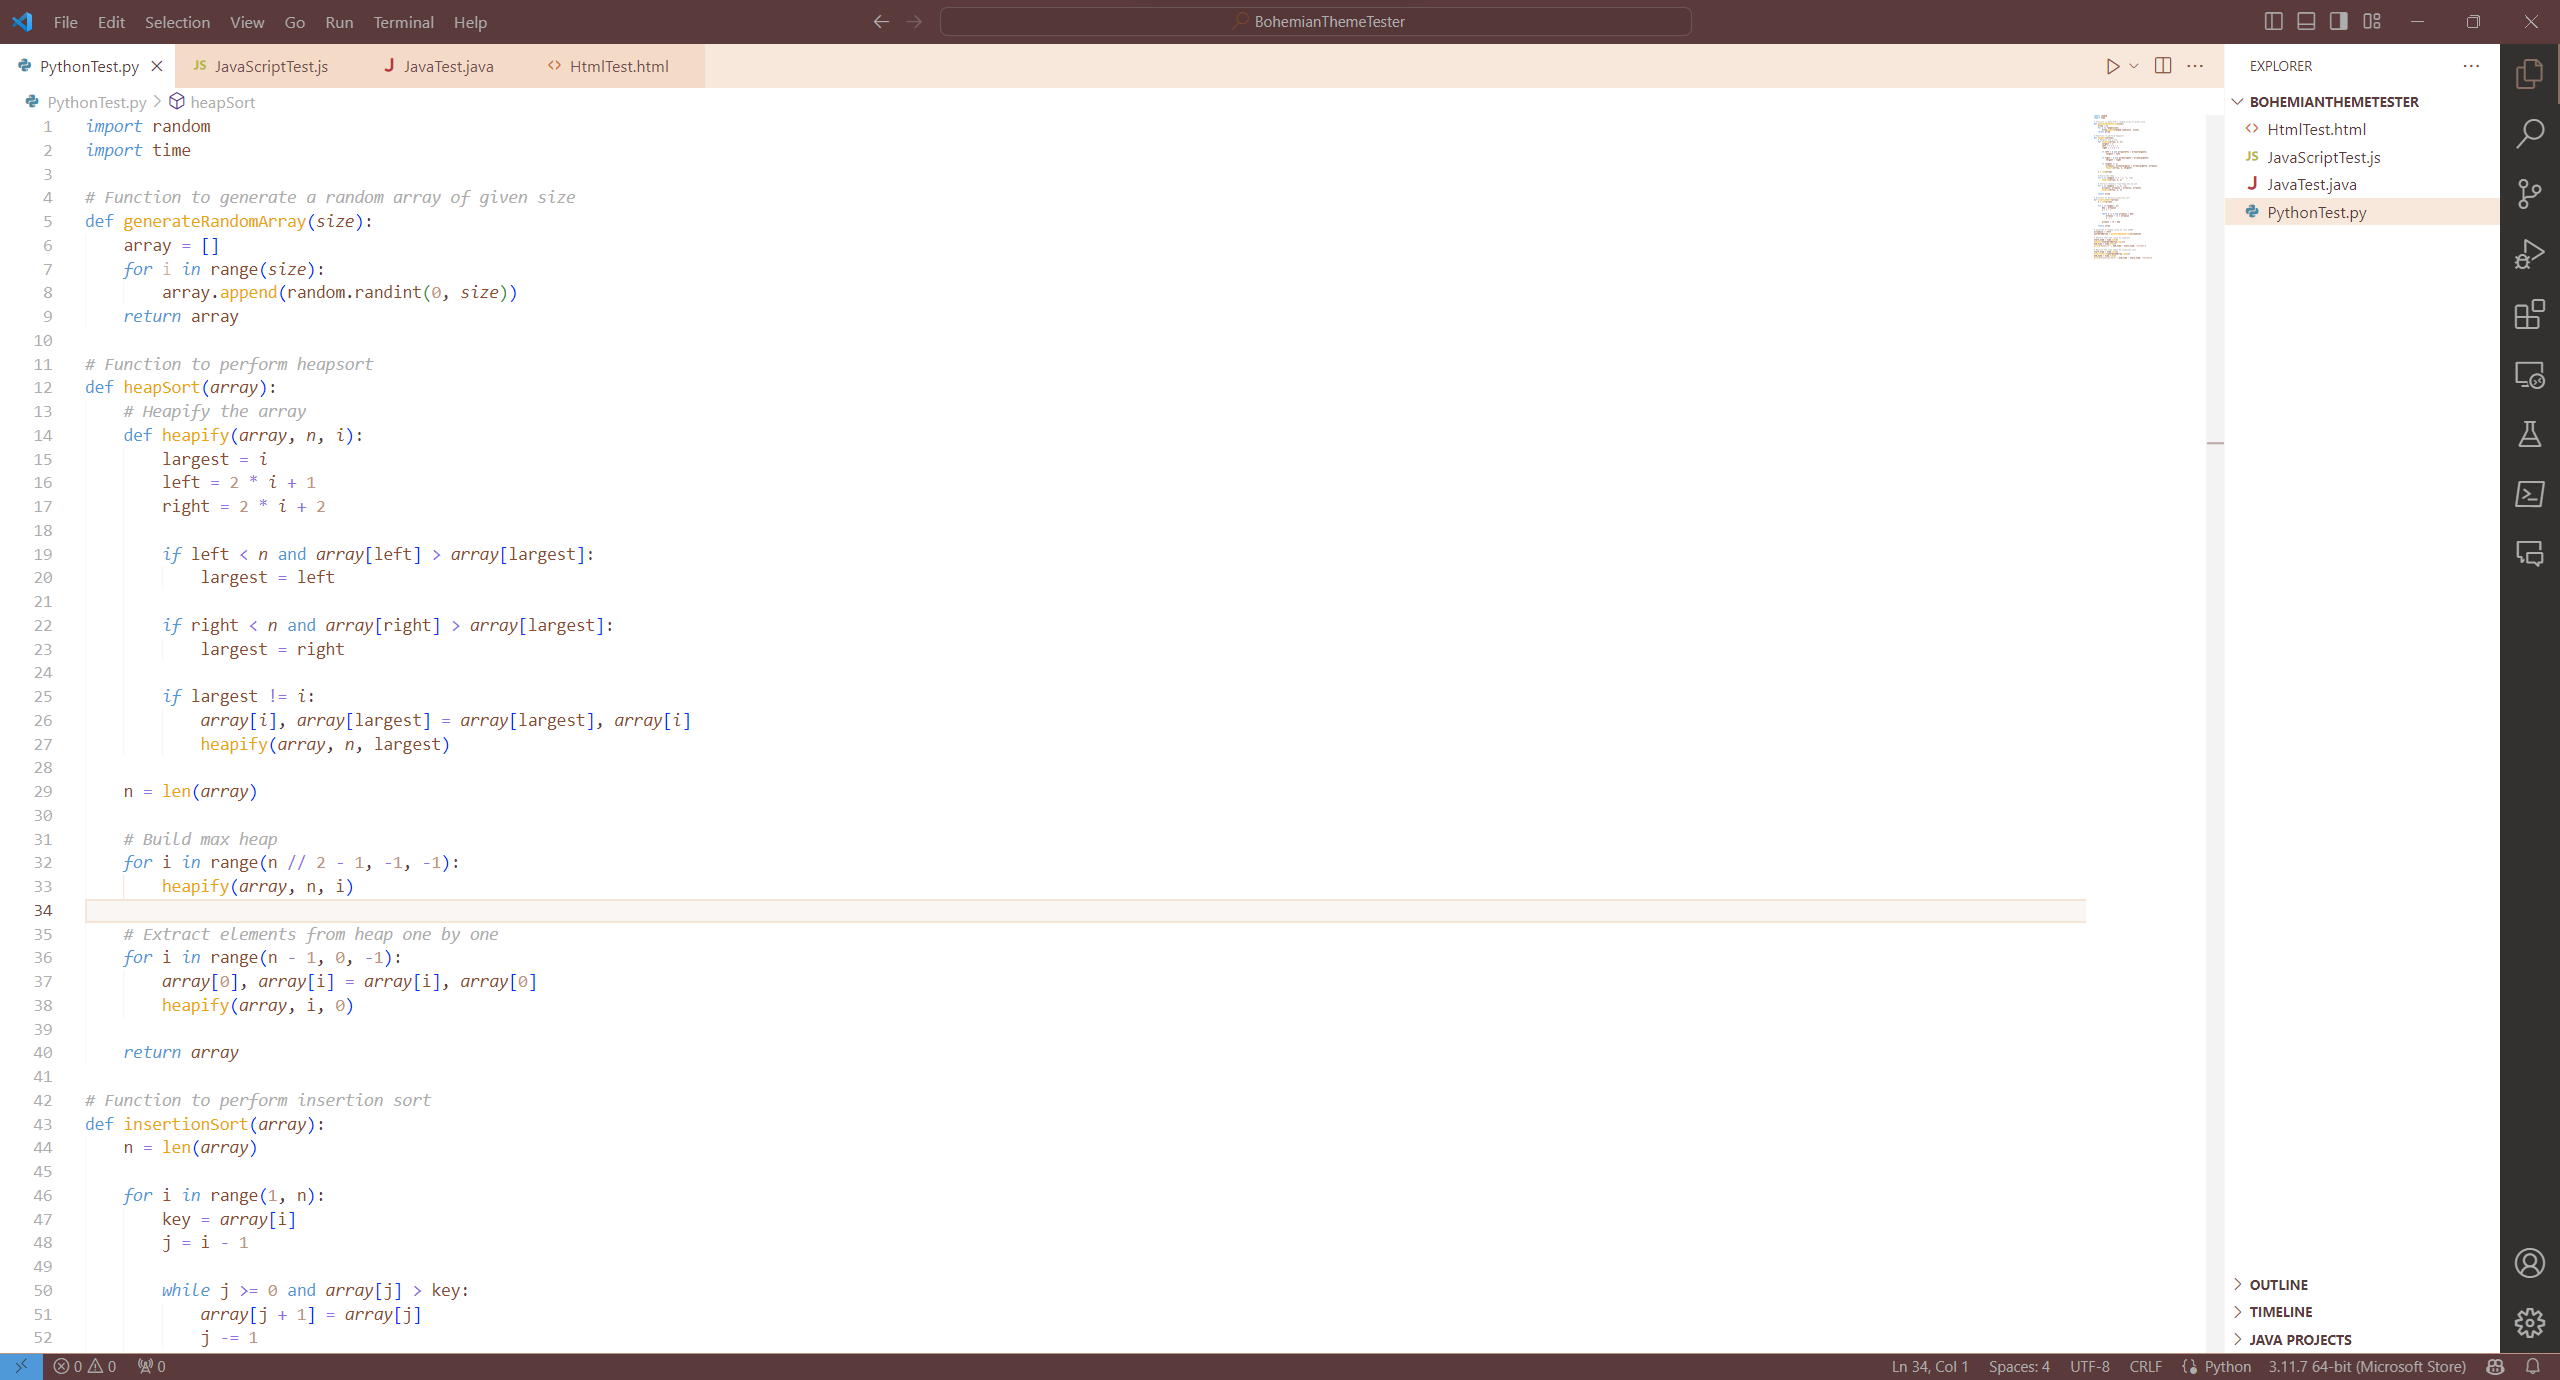 File Edit Selection View Go Run Terminal Help
BohemianThemeTester
PythonTest.py JS JavaScriptTest.js J JavaTest.java <> HtmlTest.html
PythonTest.py > heapSort
1 import random
2 import time
3
4 # Function to generate a random array of given size
5 def generateRandomArray(size):
6     array = []
7     for i in range(size):
8         array.append(random.randint(0, size))
9     return array
10
11 # Function to perform heapsort
12 def heapSort(array):
13     # Heapify the array
14     def heapify(array, n, i):
15         largest = i
16         left = 2 * i + 1
17         right = 2 * i + 2
18
19         if left < n and array[left] > array[largest]:
20             largest = left
21
22         if right < n and array[right] > array[largest]:
23             largest = right
24
25         if largest != i:
26             array[i], array[largest] = array[largest], array[i]
27             heapify(array, n, largest)
28
29     n = len(array)
30
31     # Build max heap
32     for i in range(n // 2 - 1, -1, -1):
33         heapify(array, n, i)
34
35     # Extract elements from heap one by one
36     for i in range(n - 1, 0, -1):
37         array[0], array[i] = array[i], array[0]
38         heapify(array, i, 0)
39
40     return array
41
42 # Function to perform insertion sort
43 def insertionSort(array):
44     n = len(array)
45
46     for i in range(1, n):
47         key = array[i]
48         j = i - 1
49
50         while j >= 0 and array[j] > key:
51             array[j + 1] = array[j]
52             j -= 1
EXPLORER
BOHEMIANTHEMETESTER
<> HtmlTest.html
JS JavaScriptTest.js
J JavaTest.java
PythonTest.py
OUTLINE
TIMELINE
JAVA PROJECTS
0 0 0
Ln 34, Col 1 Spaces: 4 UTF-8 CRLF Python 3.11.7 64-bit (Microsoft Store)